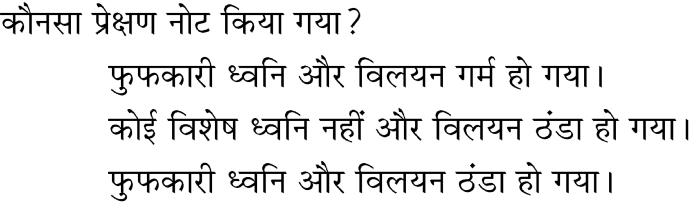 कौनसा प्रेक्षण नोट किया गया?
फुफकारी ध्वनि और विलयन गर्म हो गया।
कोई विशेष ध्वनि नहीं और विलयन ठंडा हो गया।
फुफकारी ध्वनि और विलयन ठंडा हो गया।